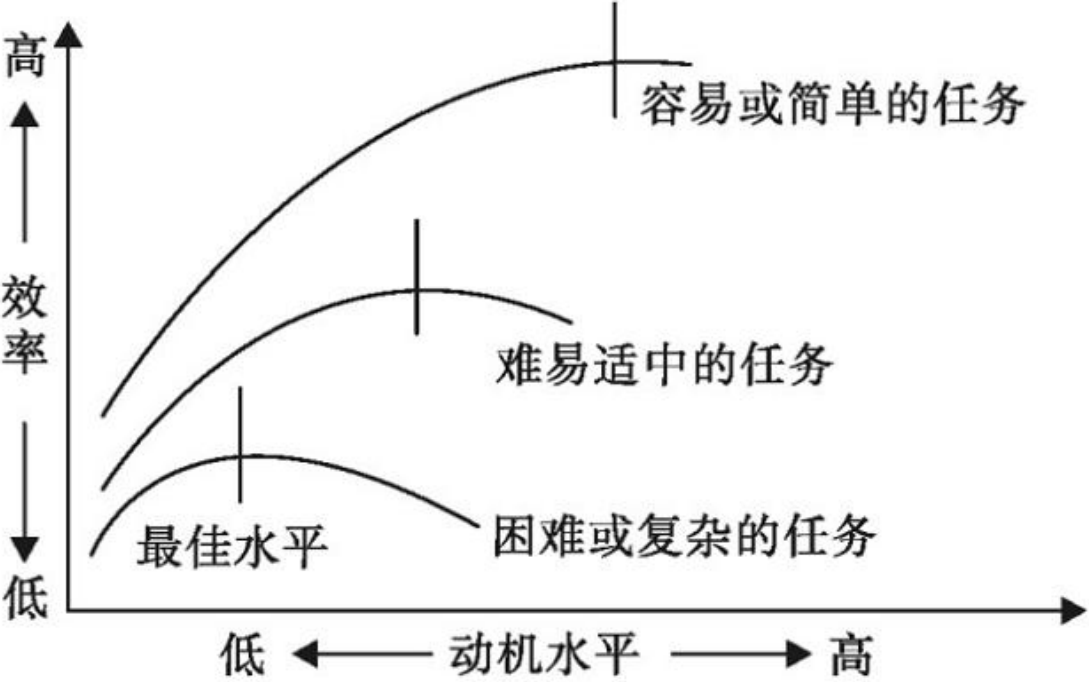 高
容易或简单的任务
效率
难易适中的任务
最佳水平
困难或复杂的任务
低
低
动机水平
高